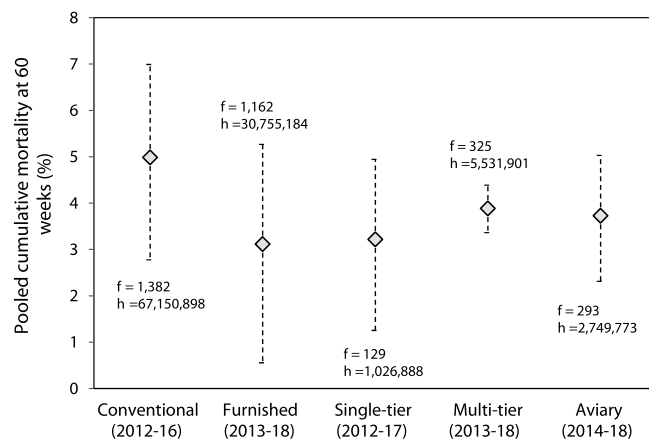 Pooled cumulative mortality at 60
weeks (%)
8
7
6
5
4
3
2
1
0
f = 1,382
h =67,150,898
f = 1,162
h =30,755,184
f = 129
h =1,026,888
f = 325
h =5,531,901
f = 293
h =2,749,773
Conventional
(2012-16)
Furnished
(2013-18)
Single-tier
(2012-17)
Multi-tier
(2013-18)
Aviary
(2014-18)